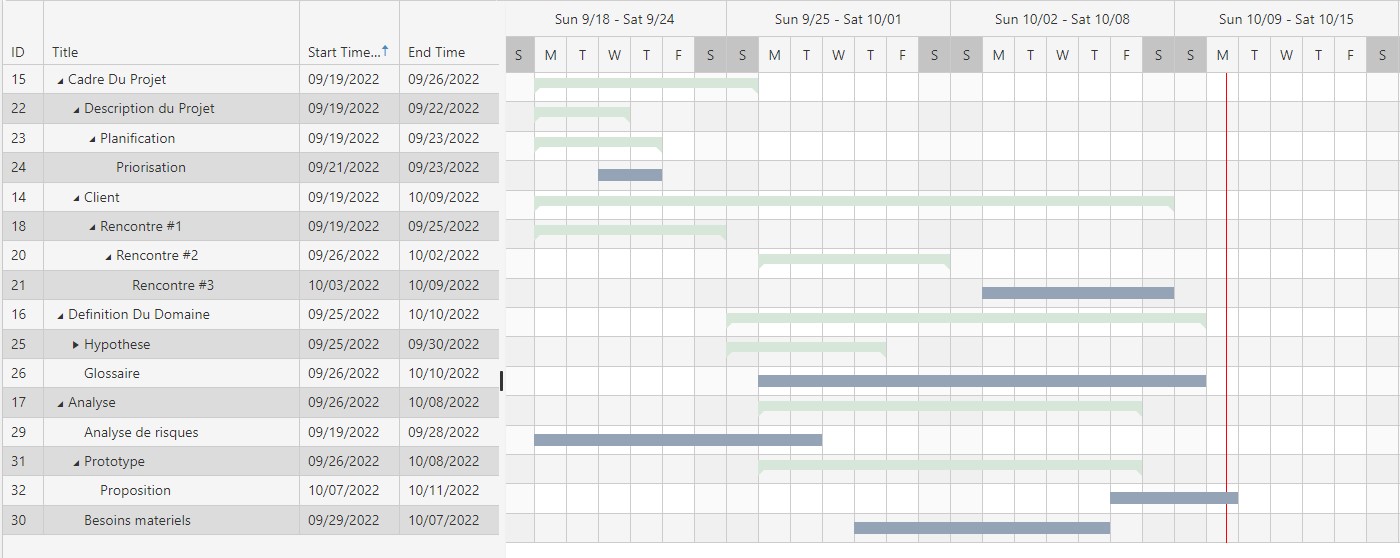 Sun 9/18 - Sat 9/24 Sun 9/25 - Sat 10/01 Sun 10/02 - Sat 10/08 Sun 10/09 - Sat 10/15
ID Title Start Time... End Time S M T W T F S S M T W T F S S M T W T F S S M T W T F S
15 Cadre Du Projet 09/19/2022 09/26/2022
22 Description du Projet 09/19/2022 09/22/2022
23 Planification 09/19/2022 09/23/2022
24 Priorisation 09/21/2022 09/23/2022
14 Client 09/19/2022 10/09/2022
18 Rencontre #1 09/19/2022 09/25/2022
20 Rencontre #2 09/26/2022 10/02/2022
21 Rencontre #3 10/03/2022 10/09/2022
16 Definition Du Domaine 09/25/2022 10/10/2022
25 Hypothese 09/25/2022 09/30/2022
26 Glossaire 09/26/2022 10/10/2022
17 Analyse 09/26/2022 10/08/2022
29 Analyse de risques 09/19/2022 09/28/2022
31 Prototype 09/26/2022 10/08/2022
32 Proposition 10/07/2022 10/11/2022
30 Besoins materiels 09/29/2022 10/07/2022